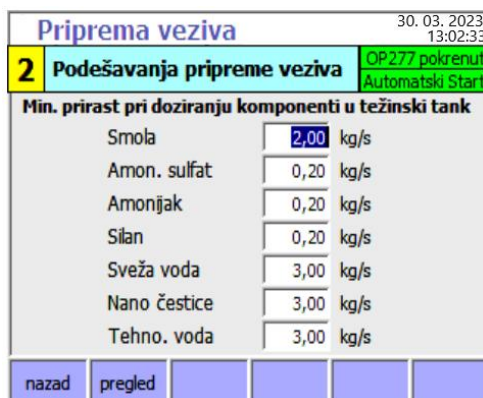 Priprema veziva
30. 03. 2023
13:02:33
2
Podešavanja pripreme veziva
OP277 pokrenut
Automatski Start
Min. prirast pri doziranju komponenti u težinski tank
Smola 2,00 kg/s
Amon. sulfat 0,20 kg/s
Amonijak 0,20 kg/s
Silan 0,20 kg/s
Sveža voda 3,00 kg/s
Nano čestice 3,00 kg/s
Tehno. voda 3,00 kg/s
nazad pregled